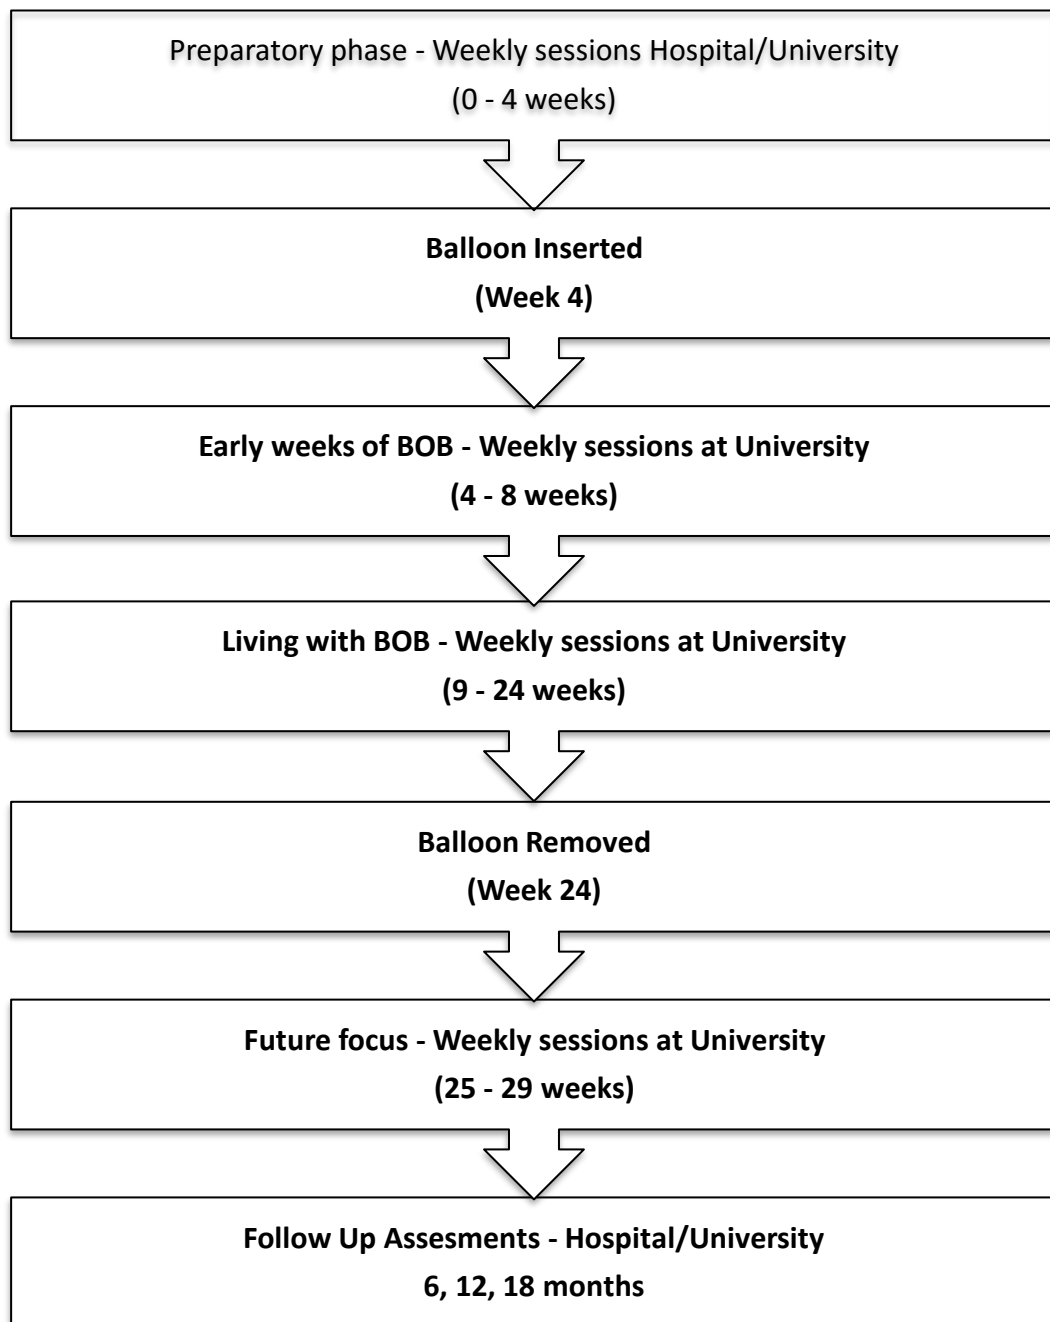 Preparatory phase - Weekly sessions Hospital/University
(0 - 4 weeks)
Balloon Inserted
(Week 4)
Early weeks of BOB - Weekly sessions at University
(4 - 8 weeks)
Living with BOB - Weekly sessions at University
(9 - 24 weeks)
Balloon Removed
(Week 24)
Future focus - Weekly sessions at University
(25 - 29 weeks)
Follow Up Assesments - Hospital/University
6, 12, 18 months